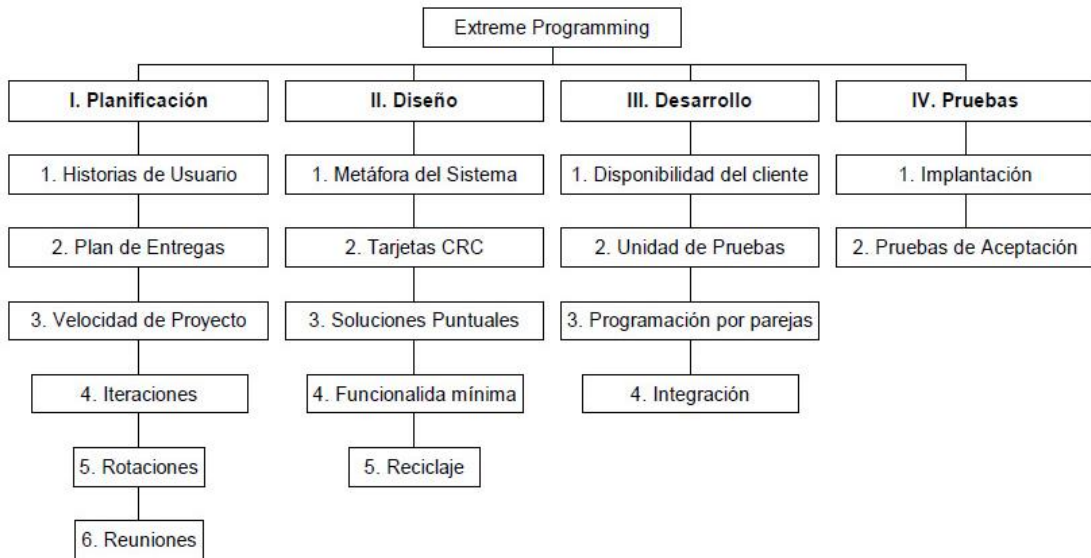 Extreme Programming
I. Planificación
II. Diseño
III. Desarrollo
IV. Pruebas
1. Historias de Usuario
1. Metáfora del Sistema
1. Disponibilidad del cliente
1. Implantación
2. Plan de Entregas
2. Tarjetas CRC
2. Unidad de Pruebas
2. Pruebas de Aceptación
3. Velocidad de Proyecto
3. Soluciones Puntuales
3. Programación por parejas
4. Iteraciones
4. Funcionalida mínima
4. Integración
5. Rotaciones
5. Reciclaje
6. Reuniones